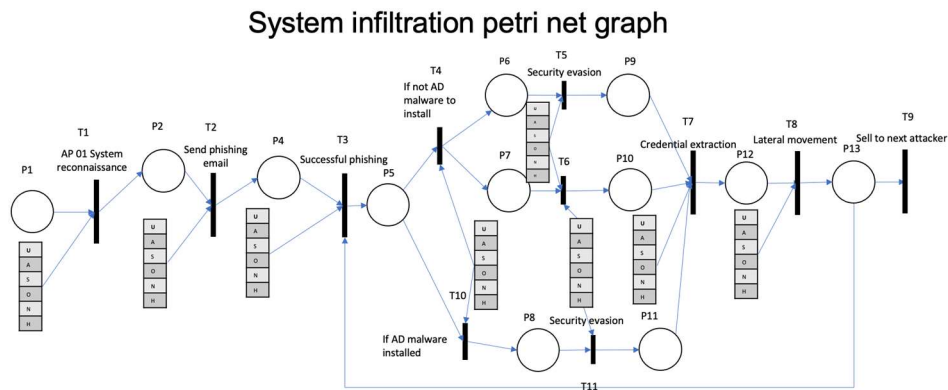 System infiltration petri net graph
P1
T1
AP 01 System
reconnaissance
P2
T2
Send phishing
email
P4
T3
Successful phishing
P5
T4
If not AD
malware to
install
P6
T5
Security evasion
P9
P7
T6
P10
T7
Credential extraction
P12
T8
Lateral movement
P13
T9
Sell to next attacker
T10
If AD malware
installed
P8
Security evasion
P11
T11
U
A
S
O
N
H
U
A
S
O
N
H
U
A
S
O
N
H
U
A
S
O
N
H
U
A
S
O
N
H
U
A
S
O
N
H
U
A
S
O
N
H
U
A
S
O
N
H